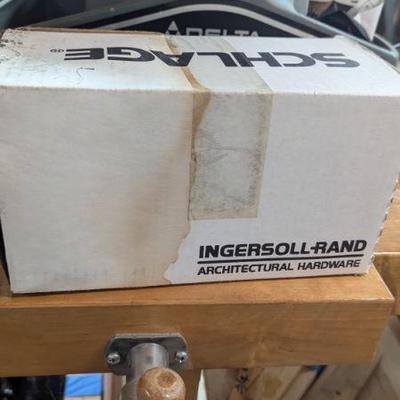 DELTA
SCHLAGE®
INGERSOLL-RAND
ARCHITECTURAL HARDWARE